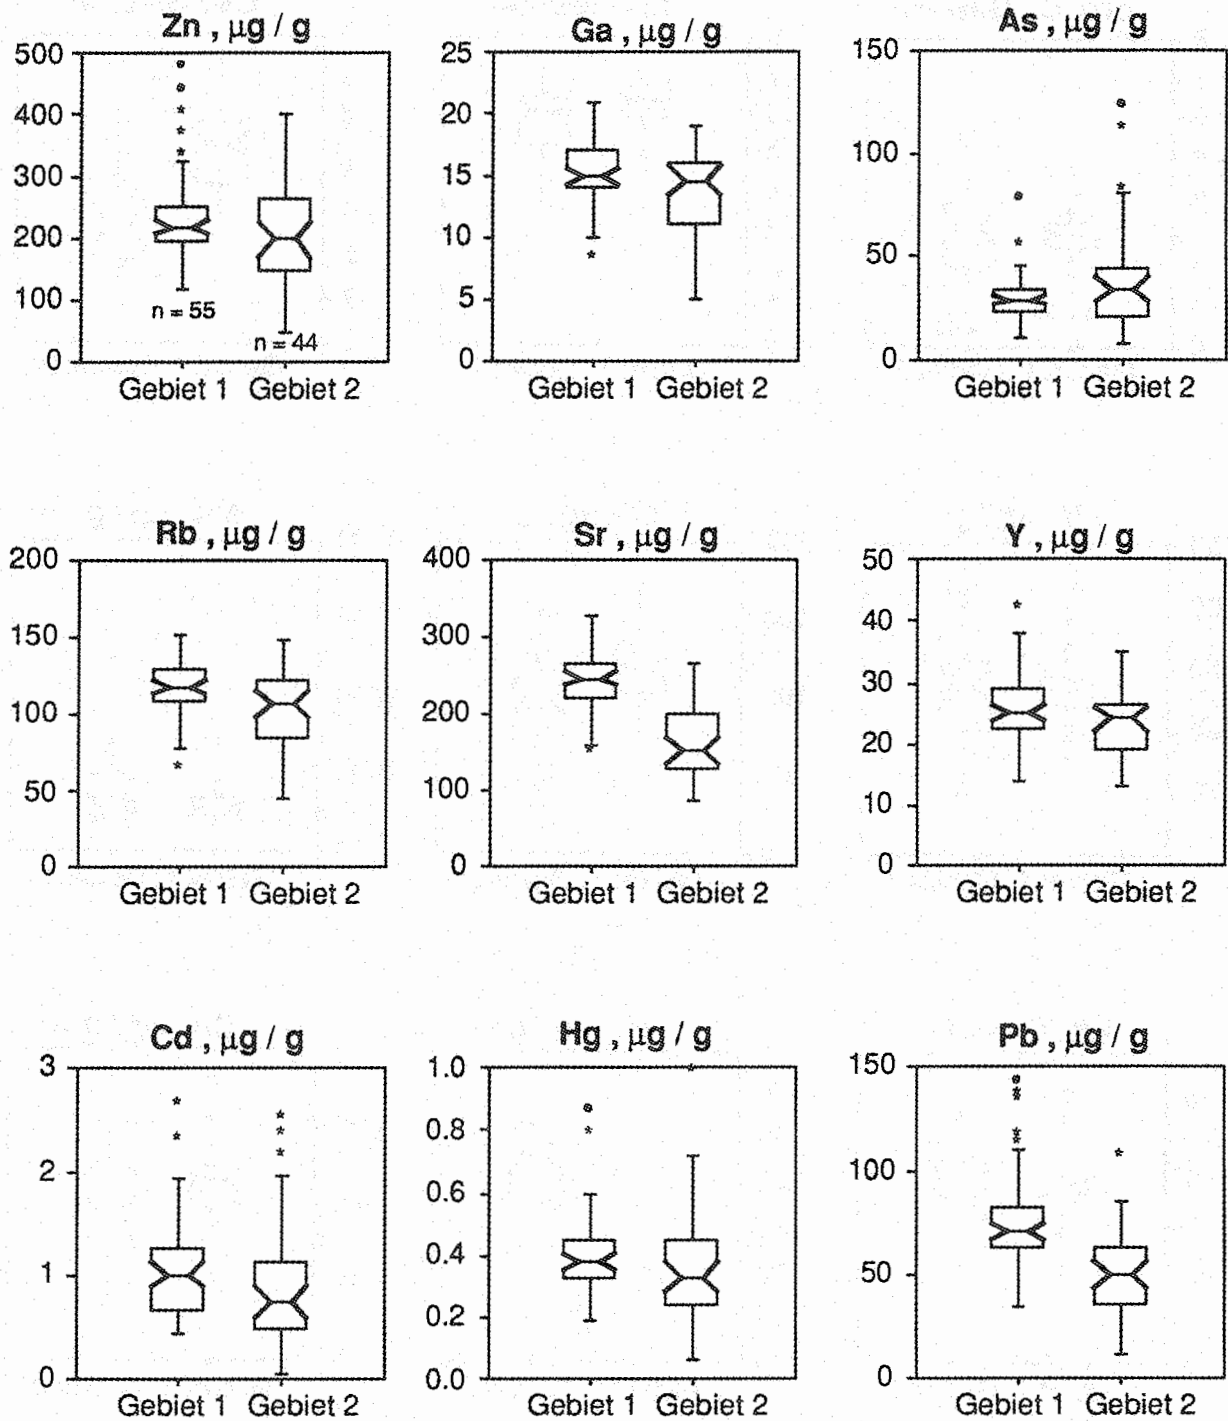 Zn , µg / g
500
400
300
200
100
0
n = 55
n = 44
Gebiet 1 Gebiet 2
Ga , µg / g
25
20
15
10
5
0
Gebiet 1 Gebiet 2
As , µg / g
150
100
50
0
Gebiet 1 Gebiet 2
Rb , µg / g
200
150
100
50
0
Gebiet 1 Gebiet 2
Sr , µg / g
400
300
200
100
0
Gebiet 1 Gebiet 2
Y , µg / g
50
40
30
20
10
0
Gebiet 1 Gebiet 2
Cd , µg / g
3
2
1
0
Gebiet 1 Gebiet 2
Hg , µg / g
1.0
0.8
0.6
0.4
0.2
0.0
Gebiet 1 Gebiet 2
Pb , µg / g
150
100
50
0
Gebiet 1 Gebiet 2